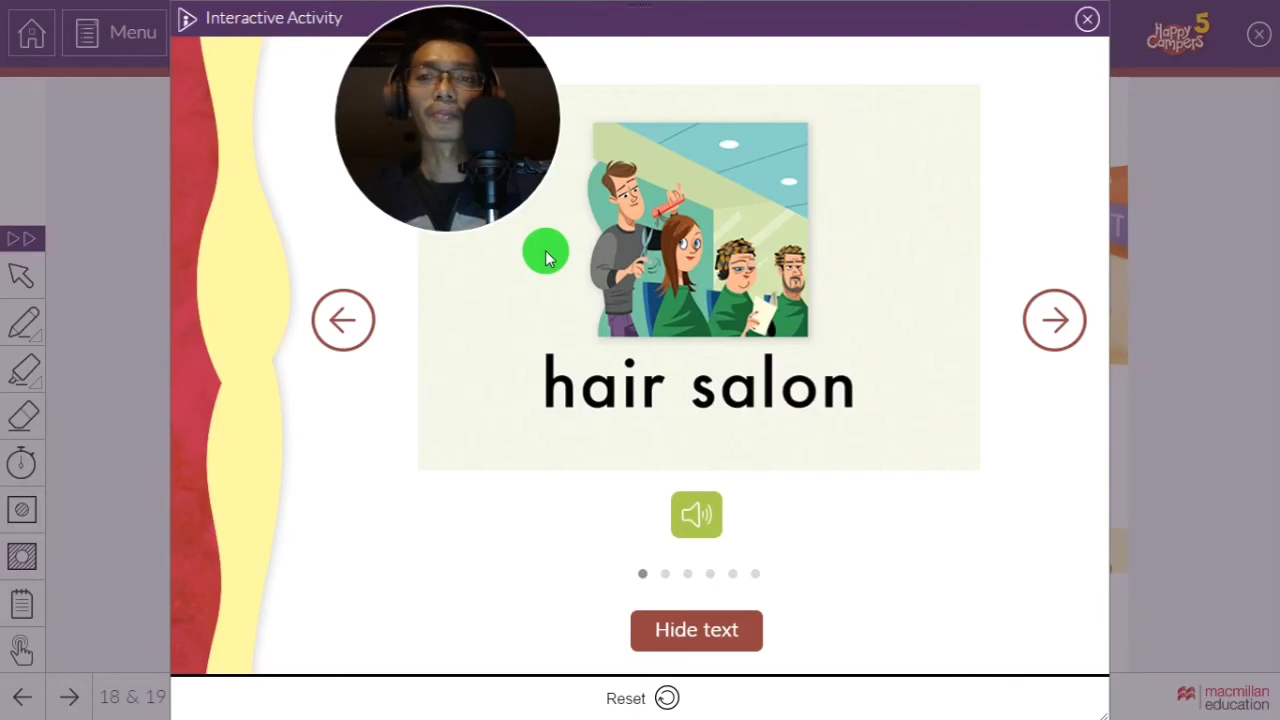 Interactive Activity
Menu
Happy Campers 5
hair salon
Hide text
18 & 19
Reset
macmillan education